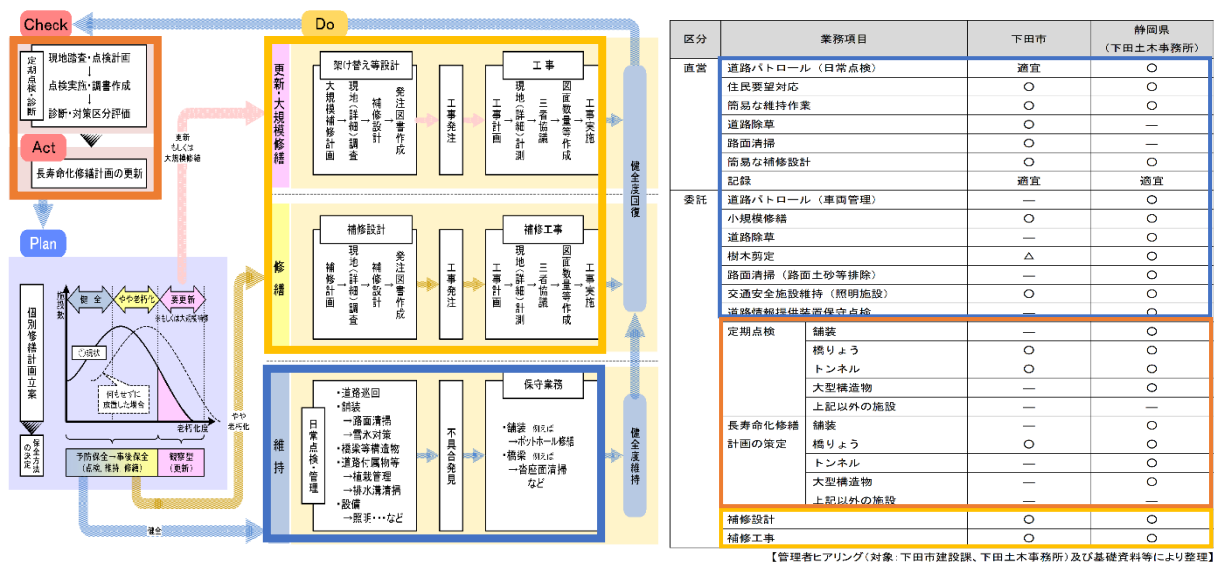 Check
定期点検・診断
現地踏査・点検計画
↓
点検実施・調書作成
↓
診断・対策区分評価
Act
長寿命化修繕計画の更新
Plan
個別修繕計画立案
保全方法の決定
施設数
健全
やや老朽化
要更新
①現状
何もせずに
放置した場合
老朽化度
予防保全→事後保全
(点検、維持、修繕)
観察型
(更新)
更新
もしくは
大規模修繕
やや
老朽化
健全
Do
更新・大規模修繕
架け替え等設計
大規模補修計画
→
現地(詳細)調査
→
補修設計
→
発注図書作成
工事発注
工事
工事計画
→
現地(詳細)計測
→
三者協議
→
図面数量等作成
→
工事実施
修繕
補修設計
補修計画
→
現地(詳細)調査
→
補修設計
→
発注図書作成
工事発注
補修工事
工事計画
→
現地(詳細)計測
→
三者協議
→
図面数量等作成
→
工事実施
維持
日常点検・管理
・道路巡回
・舗装
→路面清掃
→雪氷対策
・橋梁等構造物
・道路付属物等
→植栽管理
→排水溝清掃
・設備
→照明・・・など
不具合発見
保守業務
・舗装 例えば
→ポットホール修繕
・橋梁 例えば
→沓座面清掃
など
健全度回復
健全度維持
区分 業務項目 下田市 静岡県
(下田土木事務所)
直営 道路パトロール(日常点検) 適宜 ○
住民要望対応 ○ ○
簡易な維持作業 ○ ○
道路除草 ○ ―
路面清掃 ○ ―
簡易な補修設計 ○ ○
記録 適宜 適宜
委託 道路パトロール(車両管理) ― ○
小規模修繕 ○ ○
道路除草 ― ○
樹木剪定 △ ○
路面清掃(路面土砂等排除) ― ○
交通安全施設維持(照明施設) ○ ○
道路情報提供装置保守点検 ― ○
定期点検 舗装 ― ○
橋りょう ○ ○
トンネル ○ ○
大型構造物 ― ○
上記以外の施設 ― ―
長寿命化修繕 舗装 ― ○
計画の策定 橋りょう ○ ○
トンネル ― ○
大型構造物 ― ○
上記以外の施設 ― ―
補修設計 ○ ○
補修工事 ○ ○
【管理者ヒアリング(対象:下田市建設課、下田土木事務所)及び基礎資料等により整理】